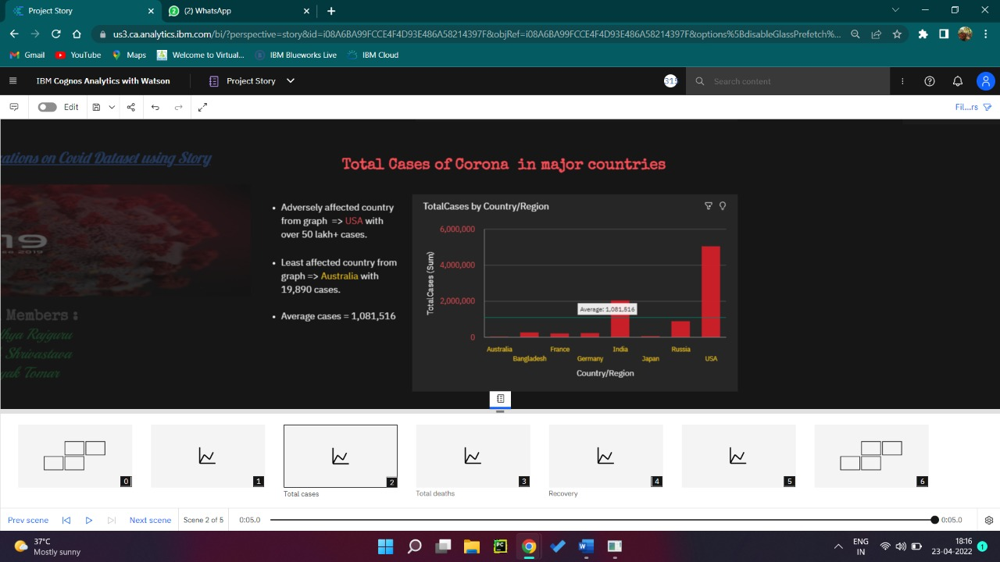 Project Story
(2) WhatsApp
us3.ca.analytics.ibm.com/bi/?perspective=story&id=i08A6BA99FCCE4F4D93E486A58214397F&objRef=i08A6BA99FCCE4F4D93E486A58214397F&options%5BdisableGlassPrefetch%...
Gmail YouTube Maps Welcome to Virtual... IBM Blueworks Live IBM Cloud
IBM Cognos Analytics with Watson Project Story Search content
Edit Fil...rs
ations on Covid Dataset using Story
19
Members :
Rajguru
Shrivastava
Tomar
Total Cases of Corona in major countries
• Adversely affected country
from graph => USA with
over 50 lakh+ cases.
• Least affected country from
graph => Australia with
19,890 cases.
• Average cases = 1,081,516
TotalCases by Country/Region
TotalCases (Sum)
6,000,000
4,000,000
2,000,000
0
Average: 1,081,516
Australia France India Russia
Bangladesh Germany Japan USA
Country/Region
0 1 2 3 4 5 6
Total cases Total deaths Recovery
Prev scene Next scene Scene 2 of 5 0:05.0 0:05.0
37°C
Mostly sunny
PC
W
ENG
IN
18:16
23-04-2022
1